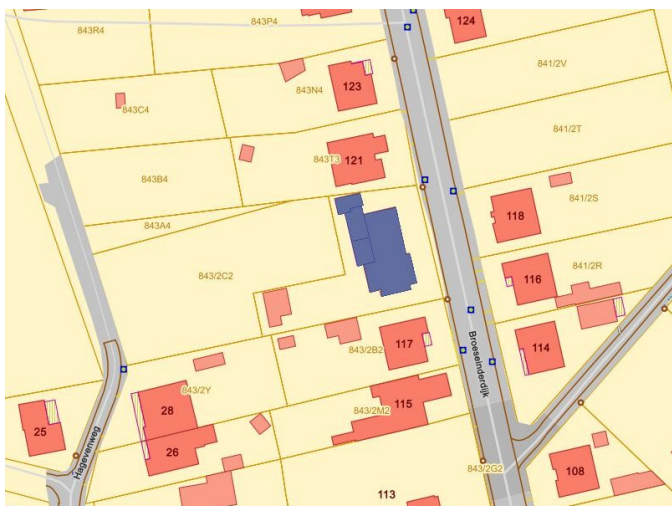 843R4
843P4
124
841/2V
123
843N4
843C4
841/2T
121
843T3
843B4
118
841/2S
843A4
843/2C2
116
841/2R
117
843/2B2
114
Broeseinderdijk
843/2Y
28
115
843/2M2
25
26
Hagevenweg
108
843/2G2
113